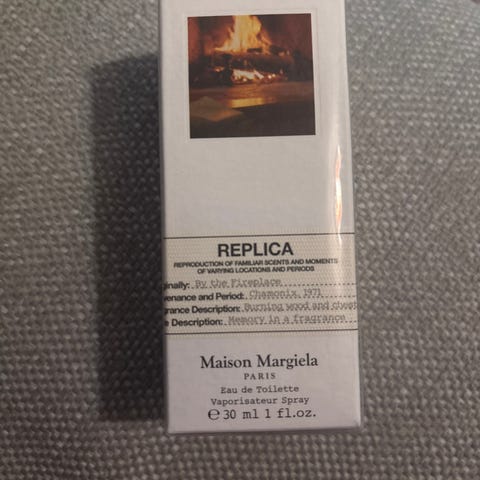 REPLICA
REPRODUCTION OF FAMILIAR SCENTS AND MOMENTS
OF VARYING LOCATIONS AND PERIODS
inally: By the Fireplace
venance and Period: Chamonix, 1971
grance Description: Burning wood and chest
e Description: Memory in a fragrance
Maison Margiela
PARIS
Eau de Toilette
Vaporisateur Spray
℮ 30 ml 1 fl.oz.